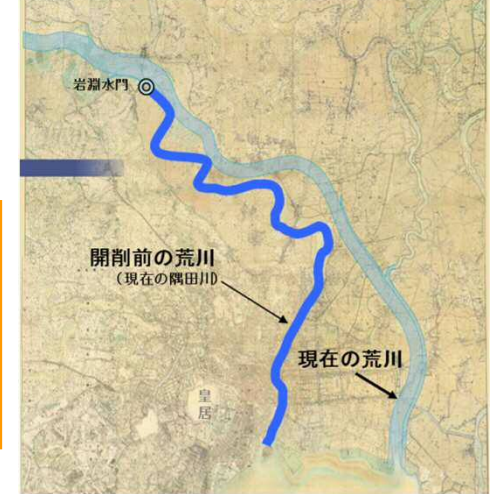 岩淵水門
開削前の荒川
(現在の隅田川)
現在の荒川
皇
居